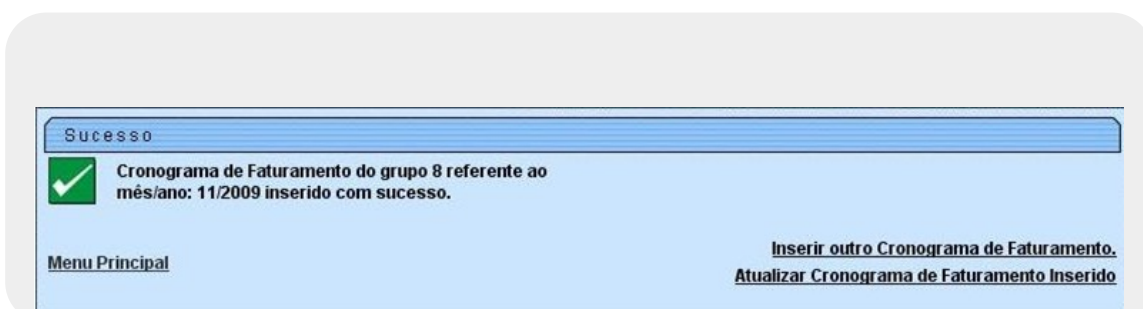 Sucesso
Cronograma de Faturamento do grupo 8 referente ao
mês/ano: 11/2009 inserido com sucesso.
Menu Principal
Inserir outro Cronograma de Faturamento.
Atualizar Cronograma de Faturamento Inserido